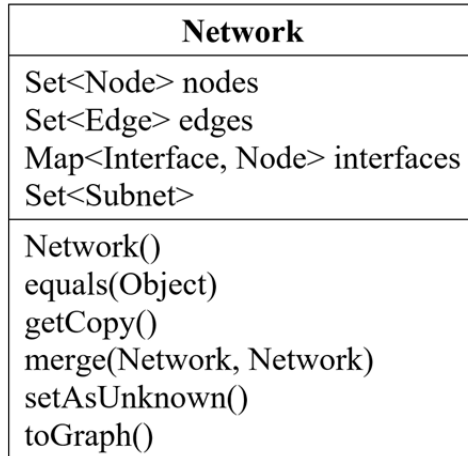 Network
Set<Node> nodes
Set<Edge> edges
Map<Interface, Node> interfaces
Set<Subnet>
Network()
equals(Object)
getCopy()
merge(Network, Network)
setAsUnknown()
toGraph()